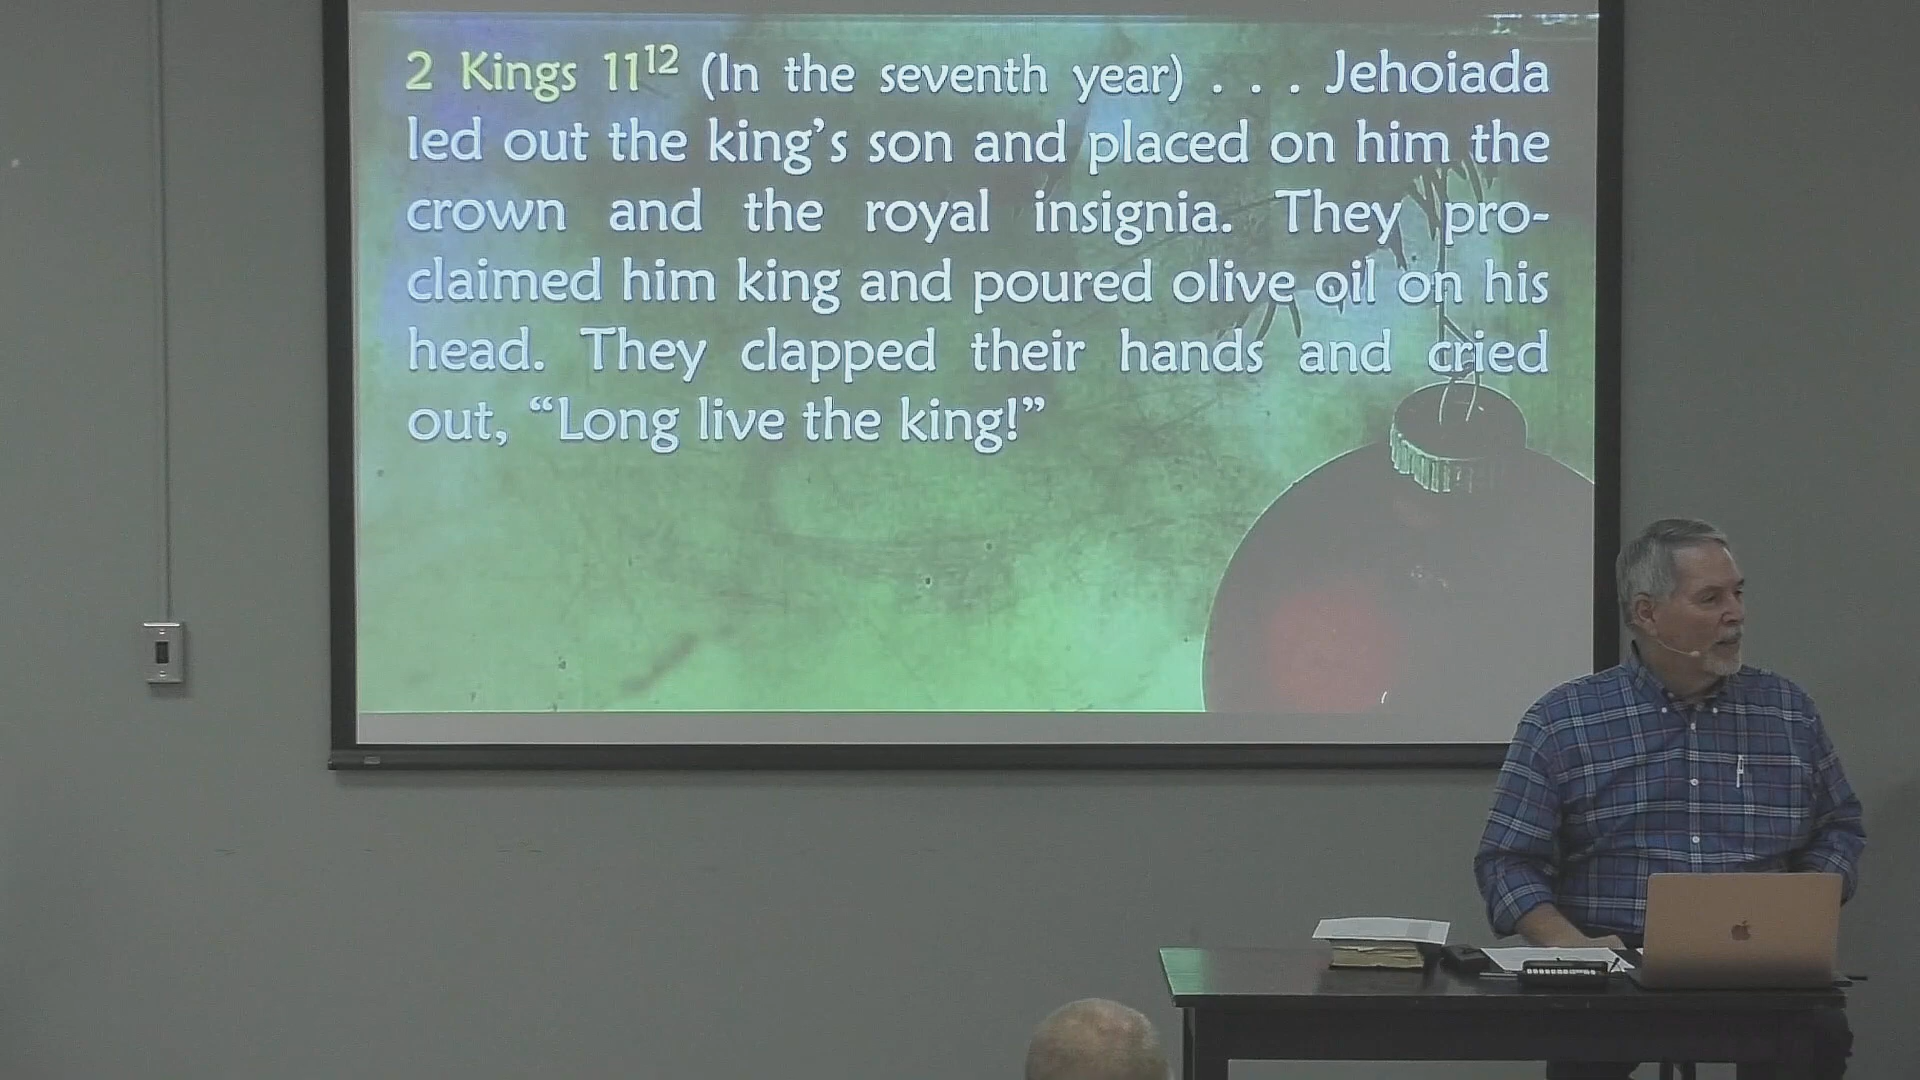 2 Kings 11¹² (In the seventh year) . . . Jehoiada
led out the king’s son and placed on him the
crown and the royal insignia. They pro-
claimed him king and poured olive oil on his
head. They clapped their hands and cried
out, “Long live the king!”